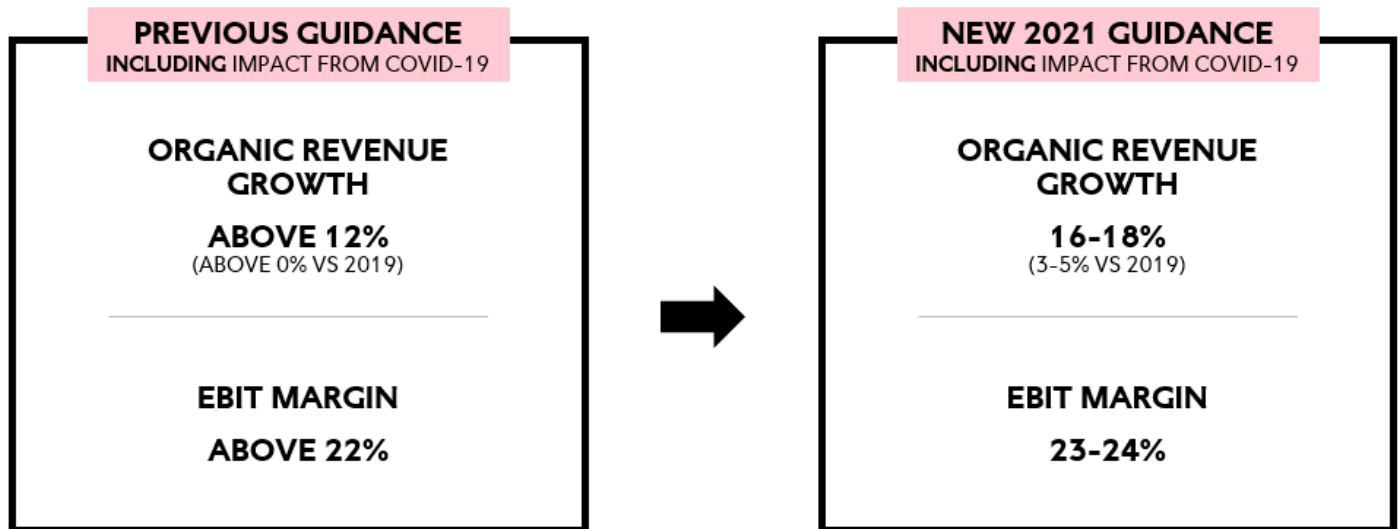 PREVIOUS GUIDANCE
INCLUDING IMPACT FROM COVID-19
ORGANIC REVENUE
GROWTH
ABOVE 12%
(ABOVE 0% VS 2019)
EBIT MARGIN
ABOVE 22%
NEW 2021 GUIDANCE
INCLUDING IMPACT FROM COVID-19
ORGANIC REVENUE
GROWTH
16-18%
(3-5% VS 2019)
EBIT MARGIN
23-24%